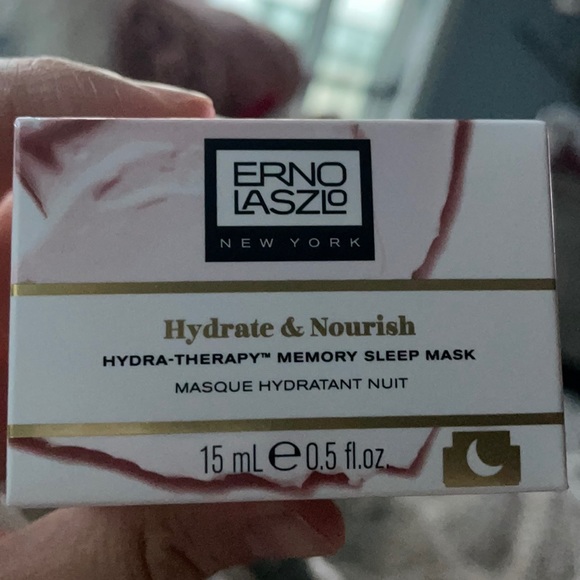 ERNO
LASZLO
NEW YORK
Hydrate & Nourish
HYDRA-THERAPY™ MEMORY SLEEP MASK
MASQUE HYDRATANT NUIT
15 mL ℮ 0.5 fl.oz.